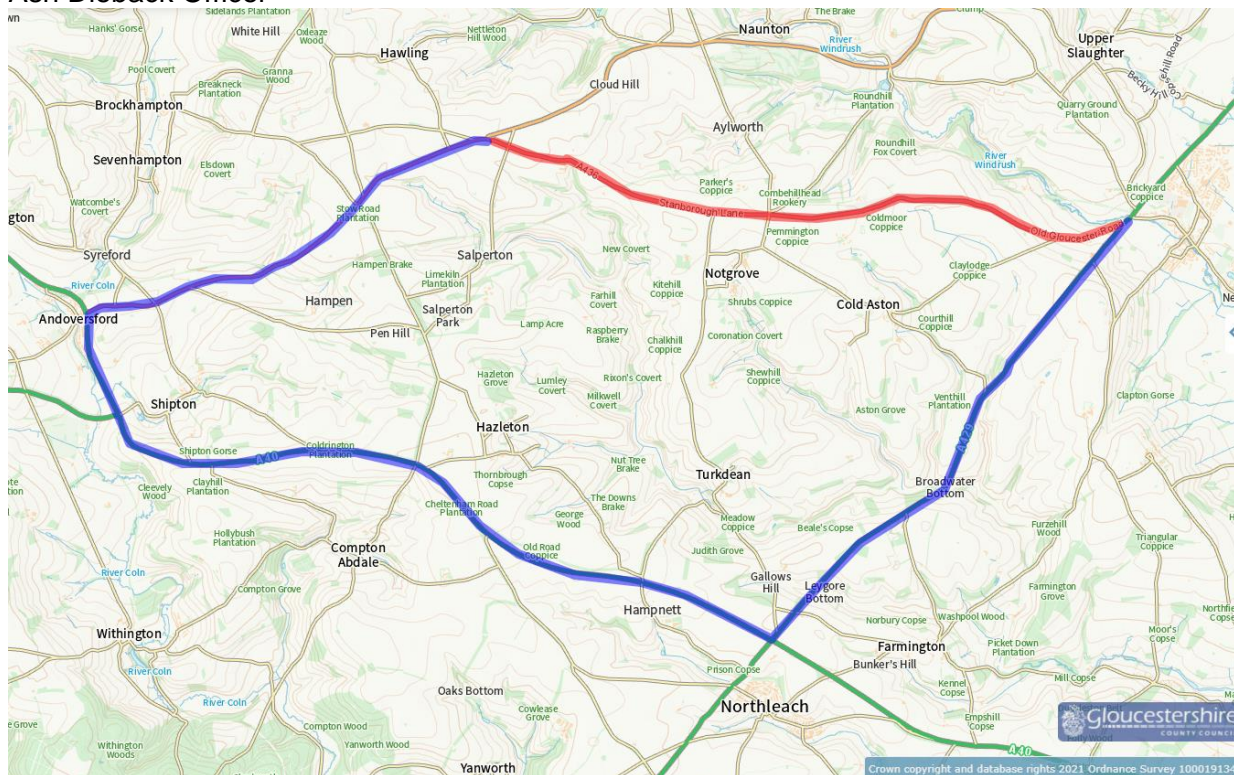 Ash Dieback Officer
Sidelands Plantation
Hanks' Gorse
White Hill
Oxleaze Wood
Nettleton Hill Wood
Naunton
The Brake
River Windrush
Clump
Upper Slaughter
Copsehill Road
Becky Hill
Hawling
Pool Covert
Granna Wood
Breakneck Plantation
Cloud Hill
Brockhampton
Roundhill Plantation
Quarry Ground Plantation
Aylworth
Sevenhampton
Elsdown Covert
A436
Roundhill Fox Covert
River Windrush
Parker's Coppice
Combehillhead Rookery
Brickyard Coppice
Watcombe's Covert
Stow Road Plantation
Stanborough Lane
Coldmoor Coppice
Pemmington Coppice
Old Gloucester Road
Syreford
Salperton
New Covert
Hampen Brake
Limekiln Plantation
Notgrove
Claylodge Coppice
River Coln
Hampen
Farhill Covert
Kitehill Coppice
Shrubs Coppice
Cold Aston
Andoversford
Salperton Park
Pen Hill
Lamp Acre
Raspberry Brake
Chalkhill Coppice
Coronation Covert
Courthill Coppice
Hazleton Grove
Lumley Covert
Rixon's Covert
Shewhill Coppice
Milkwell Covert
Venthill Plantation
Clapton Gorse
Shipton
Aston Grove
Hazleton
A429
Shipton Gorse
A40
Coldrington Plantation
Nut Tree Brake
Turkdean
Cleevely Wood
Clayhill Plantation
Thornbrough Copse
Broadwater Bottom
Cheltenham Road Plantation
The Downs Brake
George Wood
Meadow Coppice
Beale's Copse
Furzehill Wood
Triangular Coppice
Hollybush Plantation
Compton Abdale
Old Road Coppice
Judith Grove
Gallows Hill
Leygore Bottom
River Coln
Compton Grove
Farmington Grove
Hampnett
Norbury Copse
Washpool Wood
Moor's Copse
Withington
Farmington
Picket Down Plantation
Bunker's Hill
Prison Copse
Mill Copse
River Coln
River Coln
Oaks Bottom
Kennel Copse
Cowlease Grove
Northleach
Empshill Copse
Compton Wood
Withington Woods
Yanworth Wood
A40
Gloucestershire
COUNTY COUNCIL
Yanworth
Crown copyright and database rights 2021 Ordnance Survey 100019134